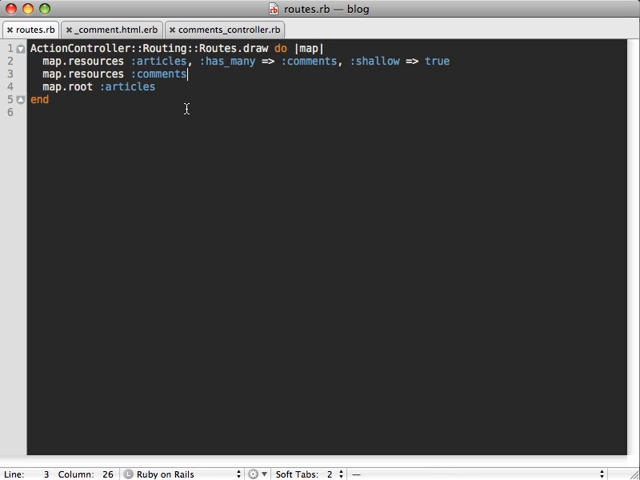 routes.rb — blog
routes.rb _comment.html.erb comments_controller.rb
1 ActionController::Routing::Routes.draw do |map|
2 map.resources :articles, :has_many => :comments, :shallow => true
3 map.resources :comments
4 map.root :articles
5 end
6
Line: 3 Column: 26 Ruby on Rails Soft Tabs: 2 —